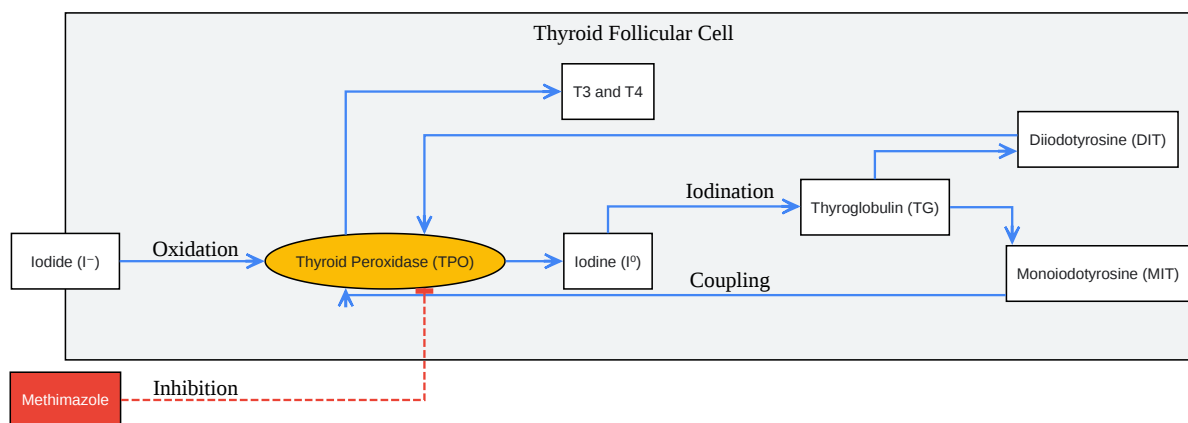 Thyroid Follicular Cell
T3 and T4
Diiodotyrosine (DIT)
Iodination
Thyroglobulin (TG)
Iodide (I⁻)
Oxidation
Thyroid Peroxidase (TPO)
Iodine (I⁰)
Coupling
Monoiodotyrosine (MIT)
Methimazole
Inhibition